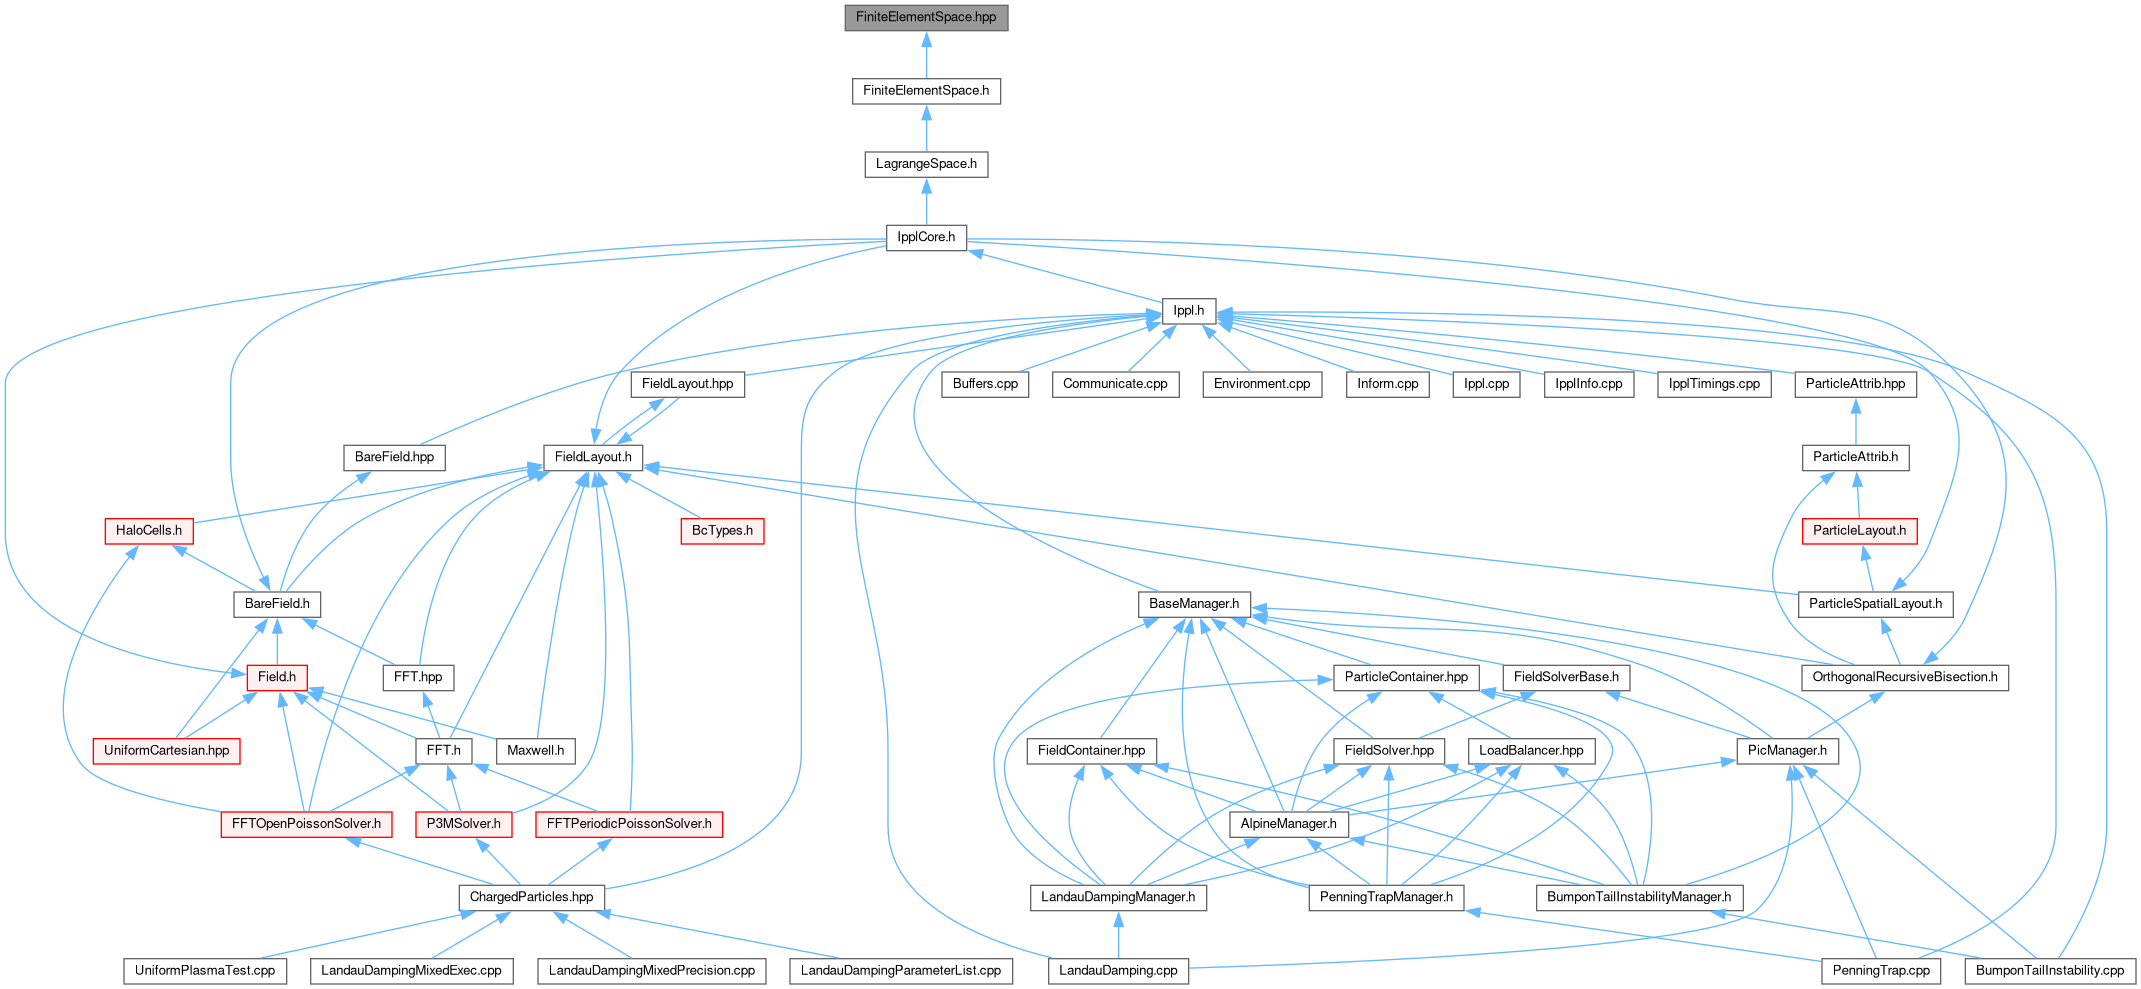 FiniteElementSpace.hpp
FiniteElementSpace.h
LagrangeSpace.h
IpplCore.h
Ippl.h
FieldLayout.hpp
Buffers.cpp
Communicate.cpp
Environment.cpp
Inform.cpp
Ippl.cpp
IpplInfo.cpp
IpplTimings.cpp
ParticleAttrib.hpp
BareField.hpp
FieldLayout.h
ParticleAttrib.h
HaloCells.h
BcTypes.h
ParticleLayout.h
BareField.h
BaseManager.h
ParticleSpatialLayout.h
Field.h
FFT.hpp
ParticleContainer.hpp
FieldSolverBase.h
OrthogonalRecursiveBisection.h
UniformCartesian.hpp
FFT.h
Maxwell.h
FieldContainer.hpp
FieldSolver.hpp
LoadBalancer.hpp
PicManager.h
FFTOpenPoissonSolver.h
P3MSolver.h
FFTPeriodicPoissonSolver.h
AlpineManager.h
ChargedParticles.hpp
LandauDampingManager.h
PenningTrapManager.h
BumponTailInstabilityManager.h
UniformPlasmaTest.cpp
LandauDampingMixedExec.cpp
LandauDampingMixedPrecision.cpp
LandauDampingParameterList.cpp
LandauDamping.cpp
PenningTrap.cpp
BumponTailInstability.cpp